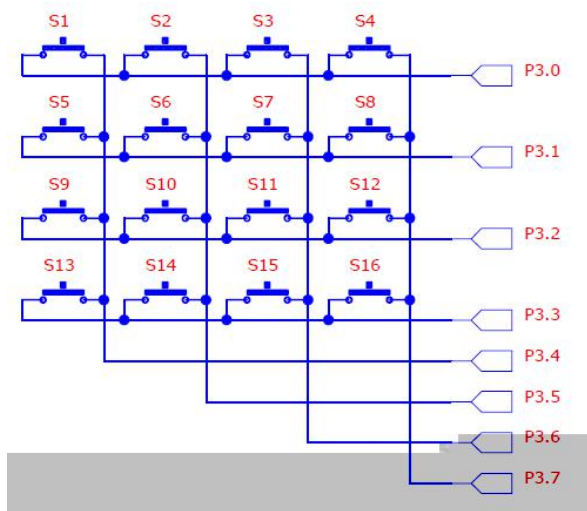 S1 S2 S3 S4
P3.0
S5 S6 S7 S8
P3.1
S9 S10 S11 S12
P3.2
S13 S14 S15 S16
P3.3
P3.4
P3.5
P3.6
P3.7